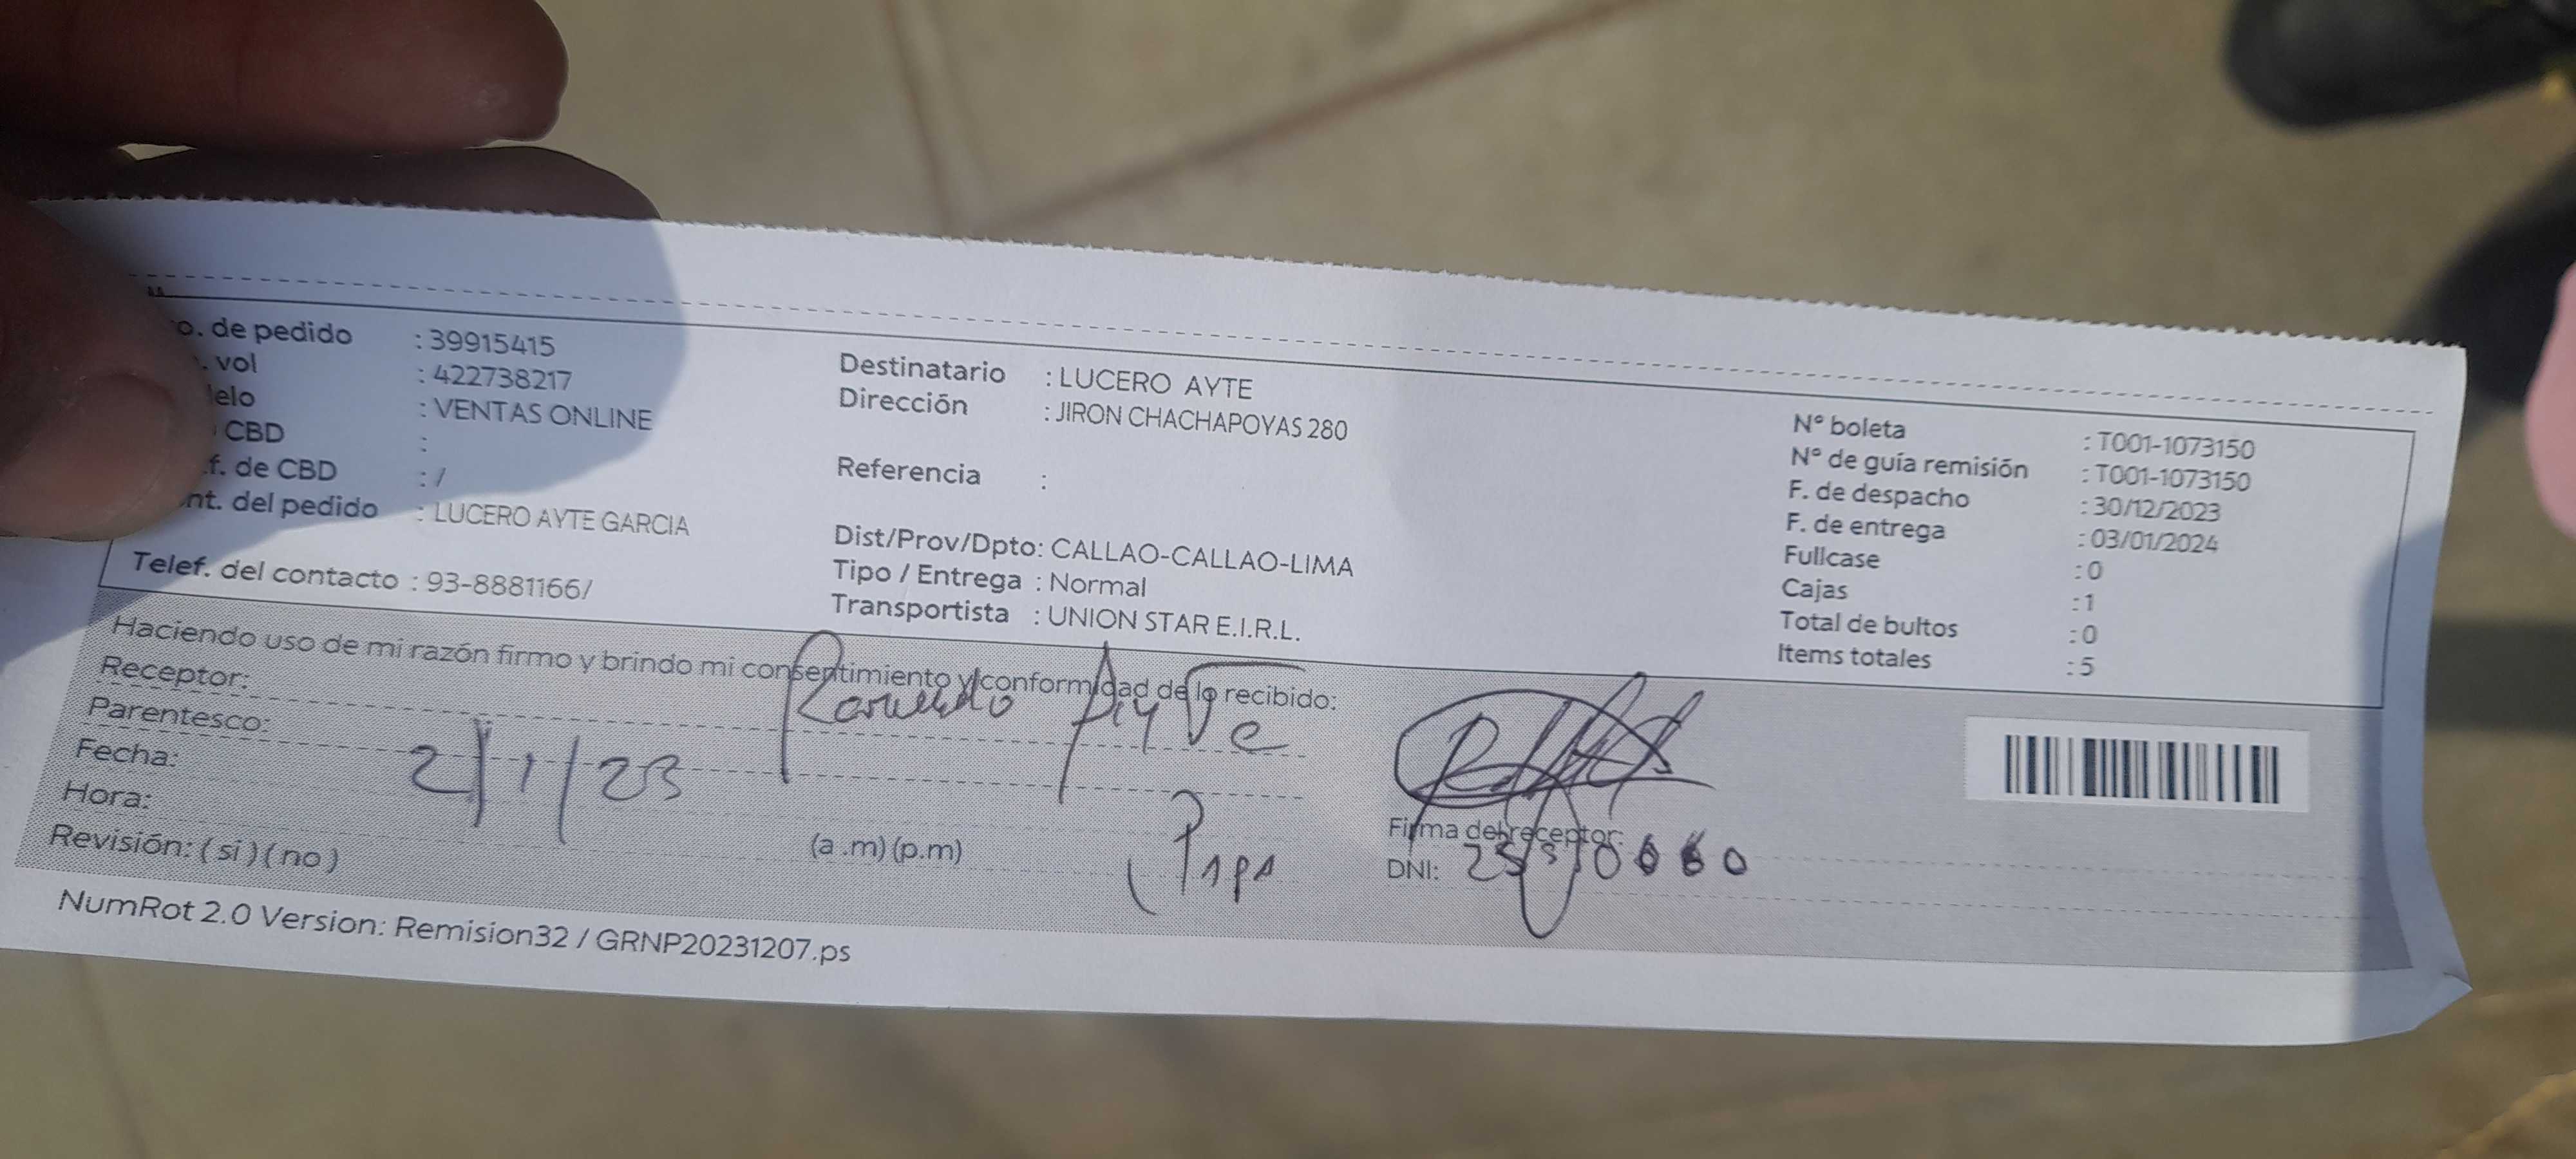 o. de pedido : 39915415
. vol : 422738217
elo : VENTAS ONLINE
CBD :
f. de CBD : /
nt. del pedido : LUCERO AYTE GARCIA
Telef. del contacto : 93-8881166/
Destinatario : LUCERO AYTE
Dirección : JIRON CHACHAPOYAS 280
Referencia :
Dist/Prov/Dpto: CALLAO-CALLAO-LIMA
Tipo / Entrega : Normal
Transportista : UNION STAR E.I.R.L.
N° boleta : T001-1073150
N° de guía remisión : T001-1073150
F. de despacho : 30/12/2023
F. de entrega : 03/01/2024
Fullcase : 0
Cajas : 1
Total de bultos : 0
Items totales : 5
Haciendo uso de mi razón firmo y brindo mi consentimiento y conformidad de lo recibido:
Receptor: Ayte
Parentesco: Papa
Fecha: 2/1/23
Hora: (a .m) (p.m)
Revisión: ( si ) ( no )
Firma del receptor:
DNI:
NumRot 2.0 Version: Remision32 / GRNP20231207.ps